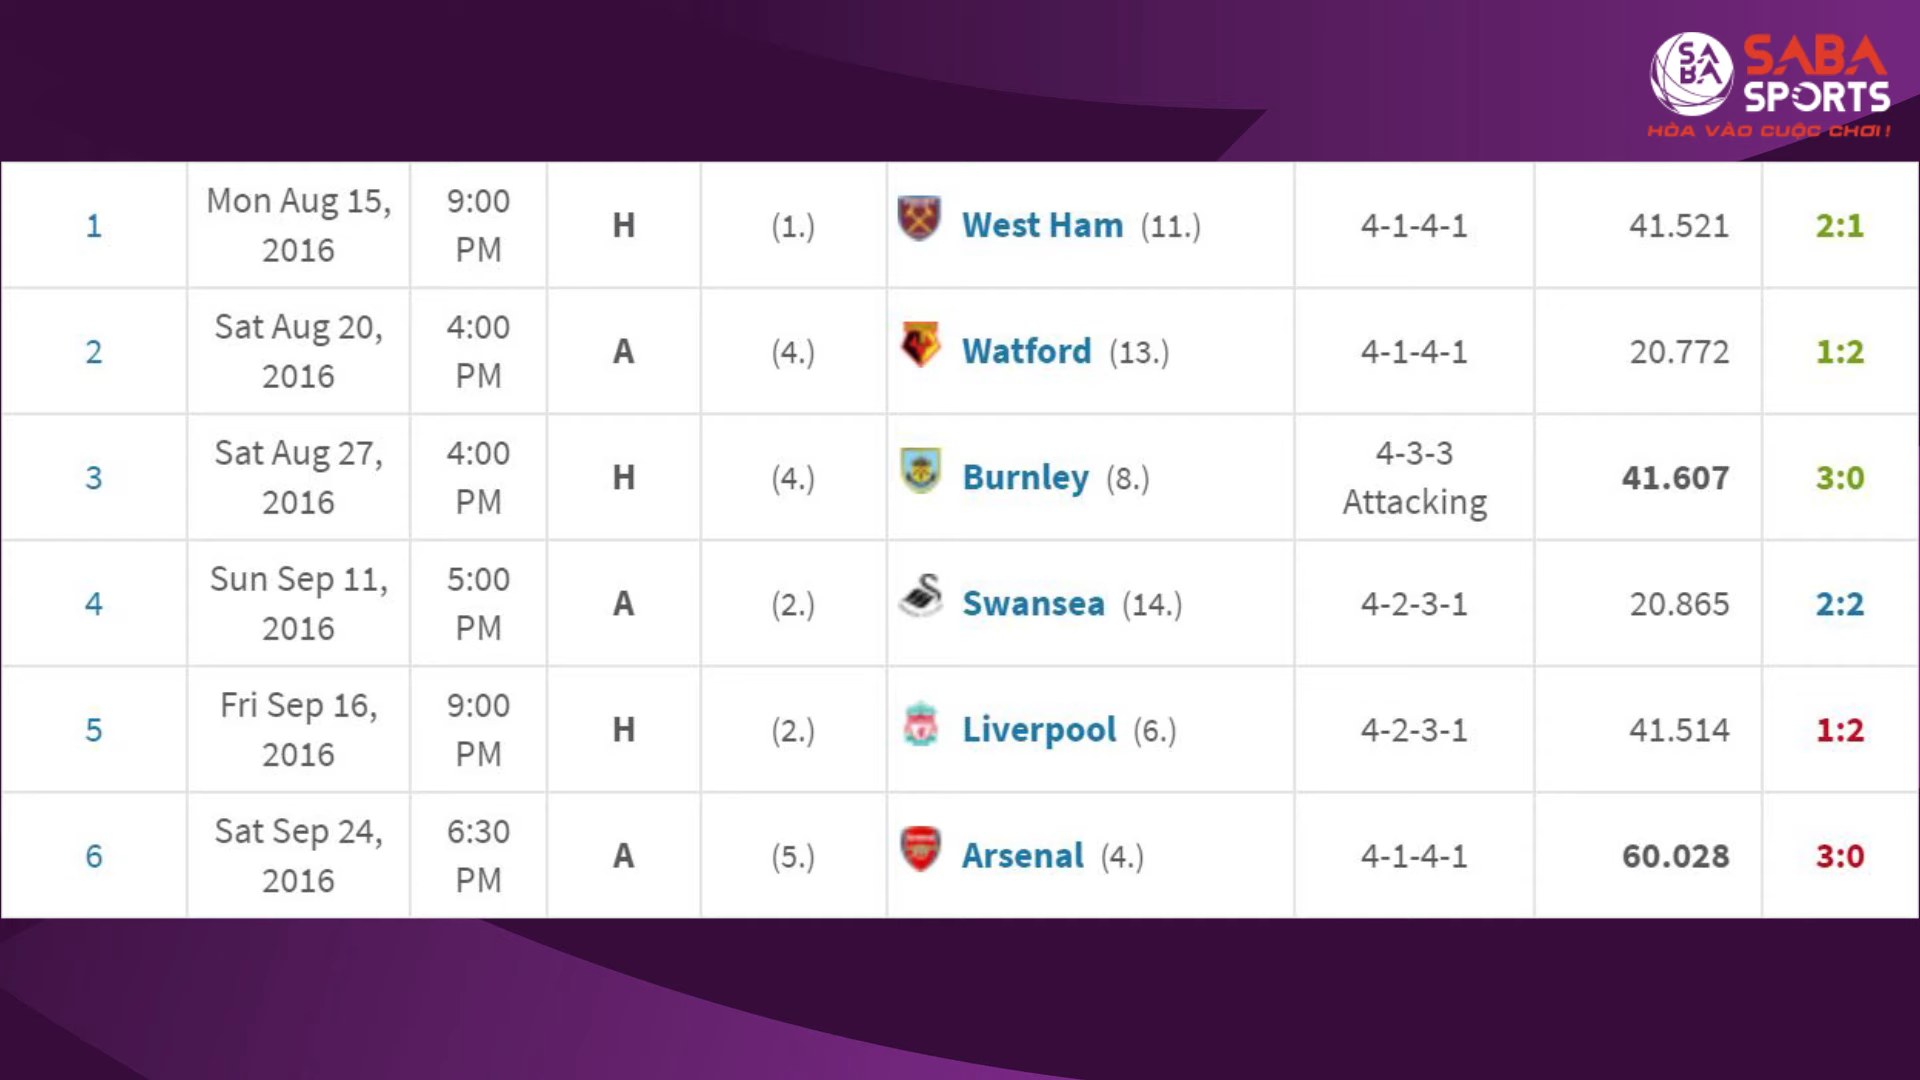 SABA
SABA
SPORTS
HÒA VÀO CUỘC CHƠI!
1 Mon Aug 15, 2016 9:00 PM H (1.) West Ham (11.) 4-1-4-1 41.521 2:1
2 Sat Aug 20, 2016 4:00 PM A (4.) Watford (13.) 4-1-4-1 20.772 1:2
3 Sat Aug 27, 2016 4:00 PM H (4.) Burnley (8.) 4-3-3 Attacking 41.607 3:0
4 Sun Sep 11, 2016 5:00 PM A (2.) Swansea (14.) 4-2-3-1 20.865 2:2
5 Fri Sep 16, 2016 9:00 PM H (2.) Liverpool (6.) 4-2-3-1 41.514 1:2
6 Sat Sep 24, 2016 6:30 PM A (5.) Arsenal (4.) 4-1-4-1 60.028 3:0